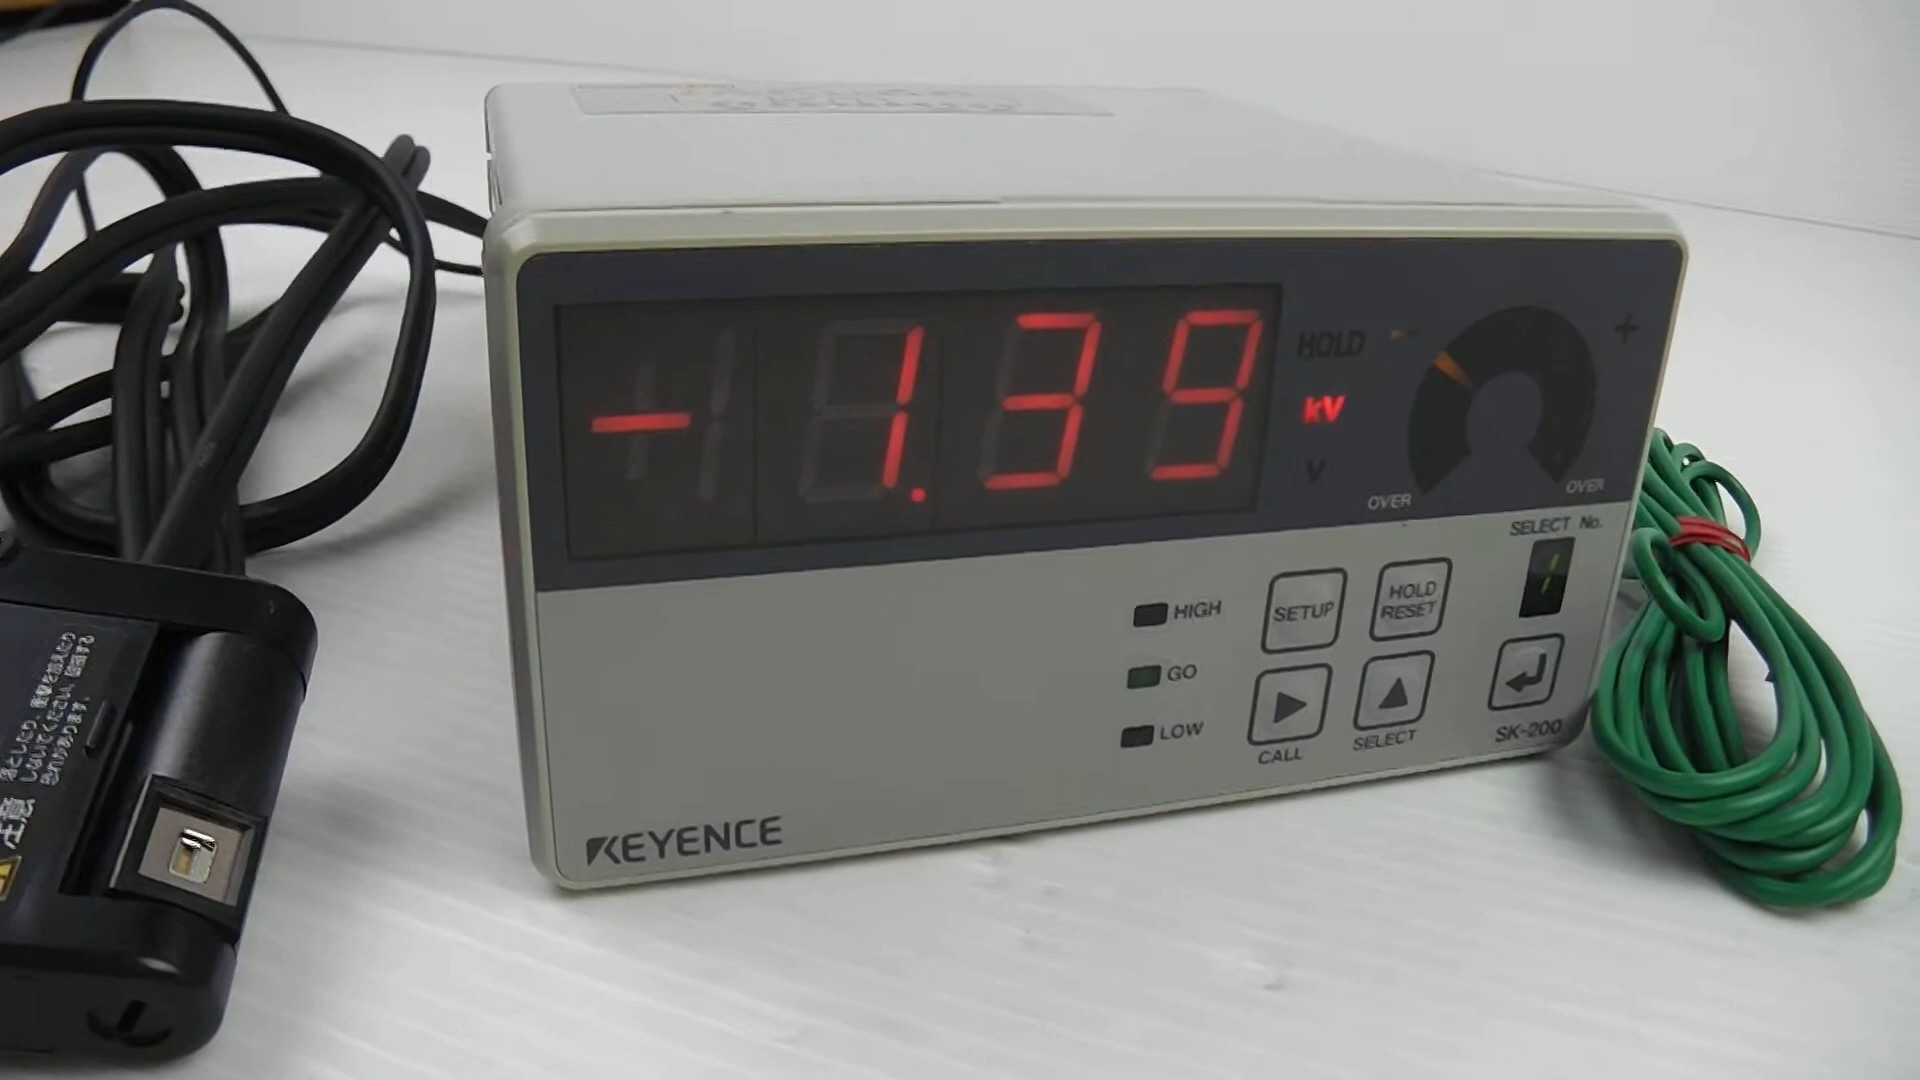 -1.39
HOLD
kV
V
+
OVER
OVER
SELECT No.
1
HIGH
GO
LOW
SETUP
HOLD RESET
CALL
SELECT
SK-200
KEYENCE